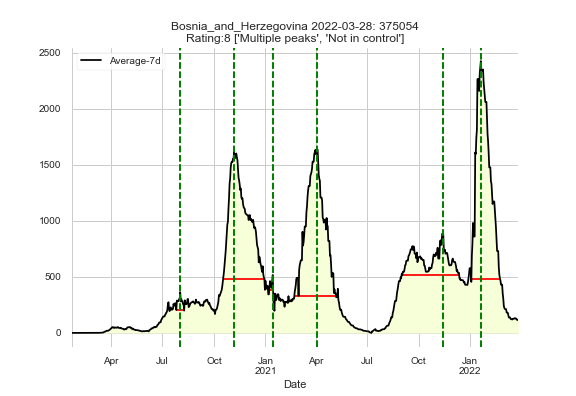 Bosnia_and_Herzegovina 2022-03-28: 375054
Rating:8 ['Multiple peaks', 'Not in control']
Average-7d
2500
2000
1500
1000
500
0
Apr Jul Oct Jan Apr Jul Oct Jan
2021 2022
Date